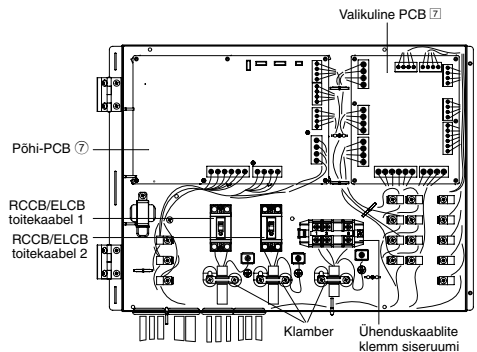 Valikuline PCB 7
Põhi-PCB ⑦
RCCB/ELCB
toitekaabel 1
RCCB/ELCB
toitekaabel 2
Klamber
Ühenduskaablite
klemm siseruumi